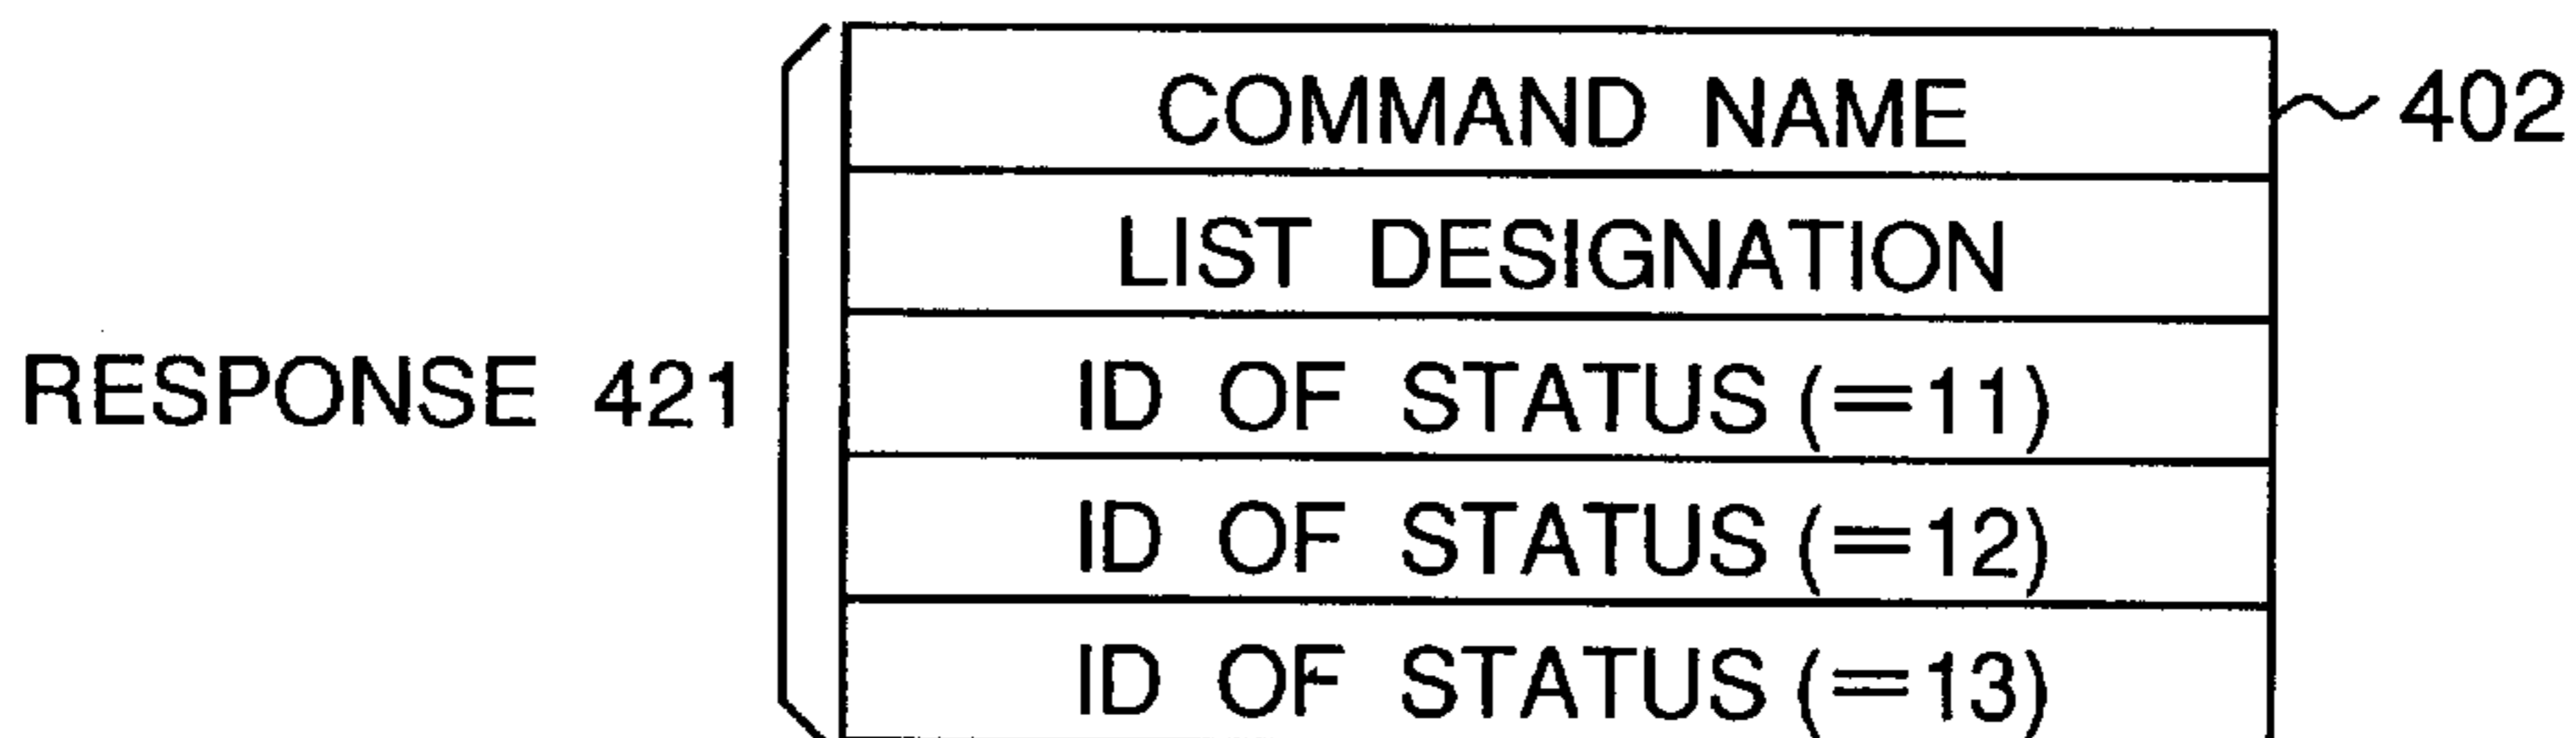 COMMAND NAME 402
LIST DESIGNATION
RESPONSE 421 ID OF STATUS (=11)
ID OF STATUS (=12)
ID OF STATUS (=13)